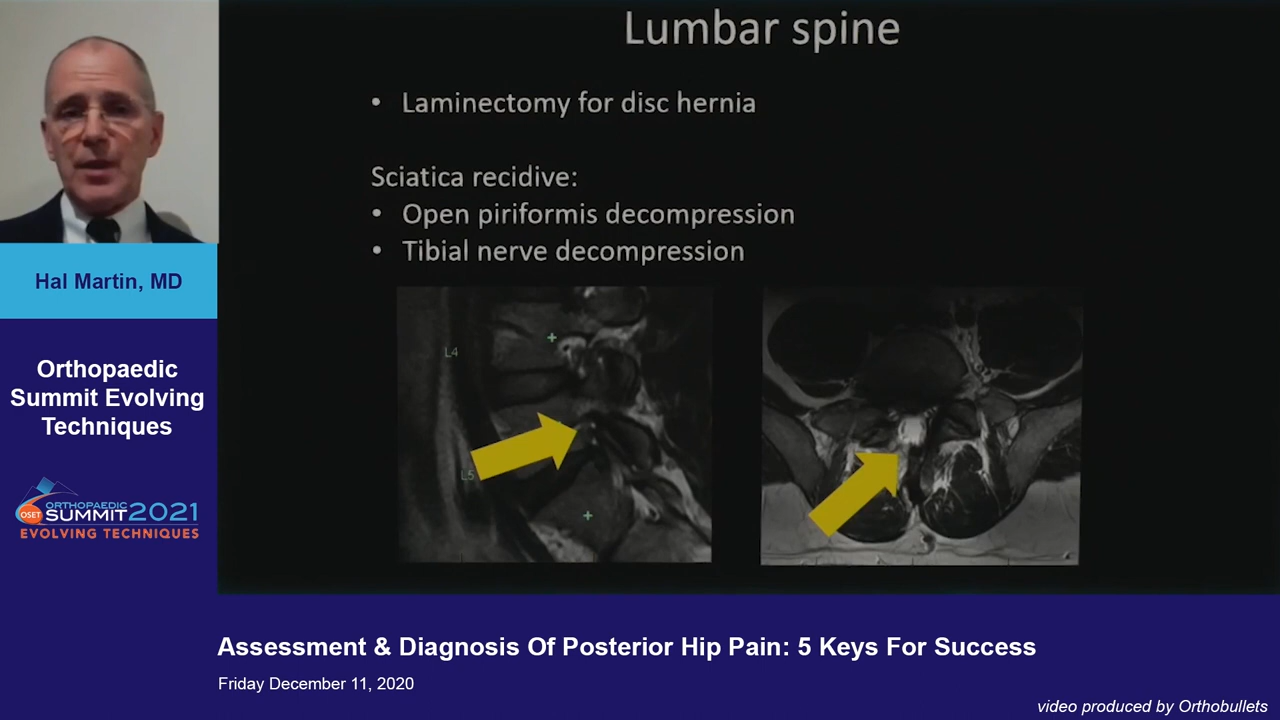 Lumbar spine
• Laminectomy for disc hernia
Sciatica recidive:
• Open piriformis decompression
• Tibial nerve decompression
L4
L5
Hal Martin, MD
Orthopaedic
Summit Evolving
Techniques
OSET
ORTHOPAEDIC
SUMMIT 2021
EVOLVING TECHNIQUES
Assessment & Diagnosis Of Posterior Hip Pain: 5 Keys For Success
Friday December 11, 2020
video produced by Orthobullets